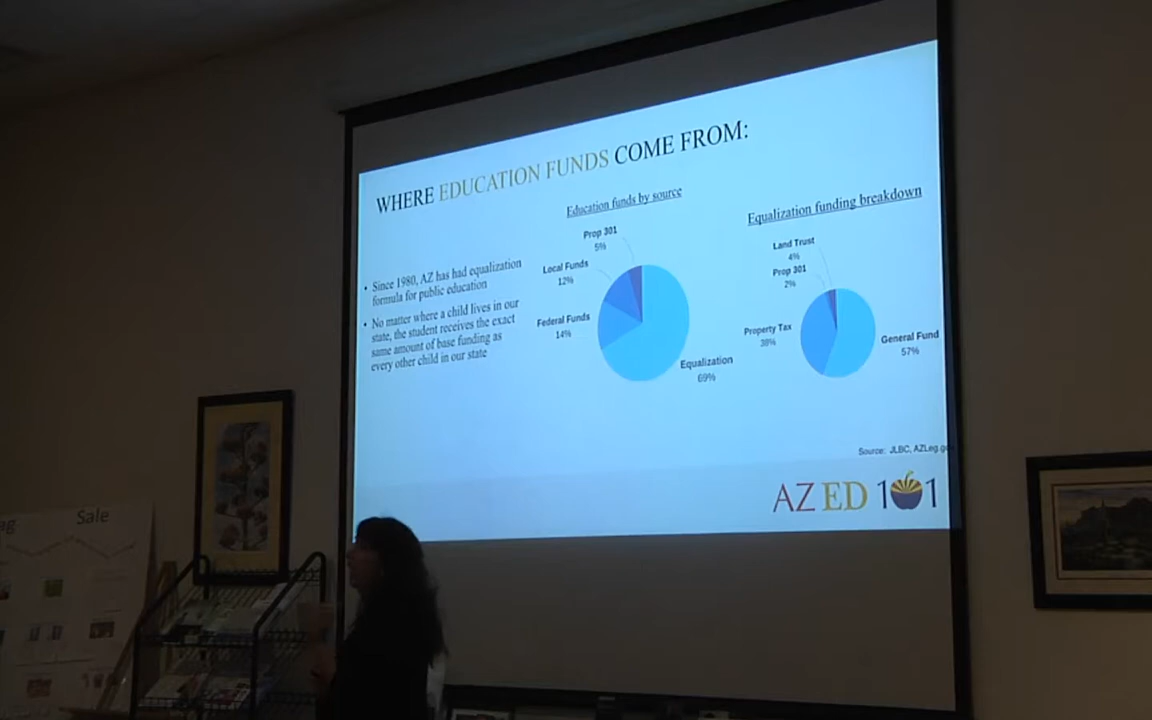 WHERE EDUCATION FUNDS COME FROM:
• Since 1980, AZ has had equalization
formula for public education
• No matter where a child lives in our
state, the student receives the exact
same amount of base funding as
every other child in our state
Education funds by source
Prop 301
5%
Local Funds
12%
Federal Funds
14%
Equalization
69%
Equalization funding breakdown
Land Trust
4%
Prop 301
2%
Property Tax
38%
General Fund
57%
Source: JLBC, AZLeg.go
AZ ED 101
ag Sale